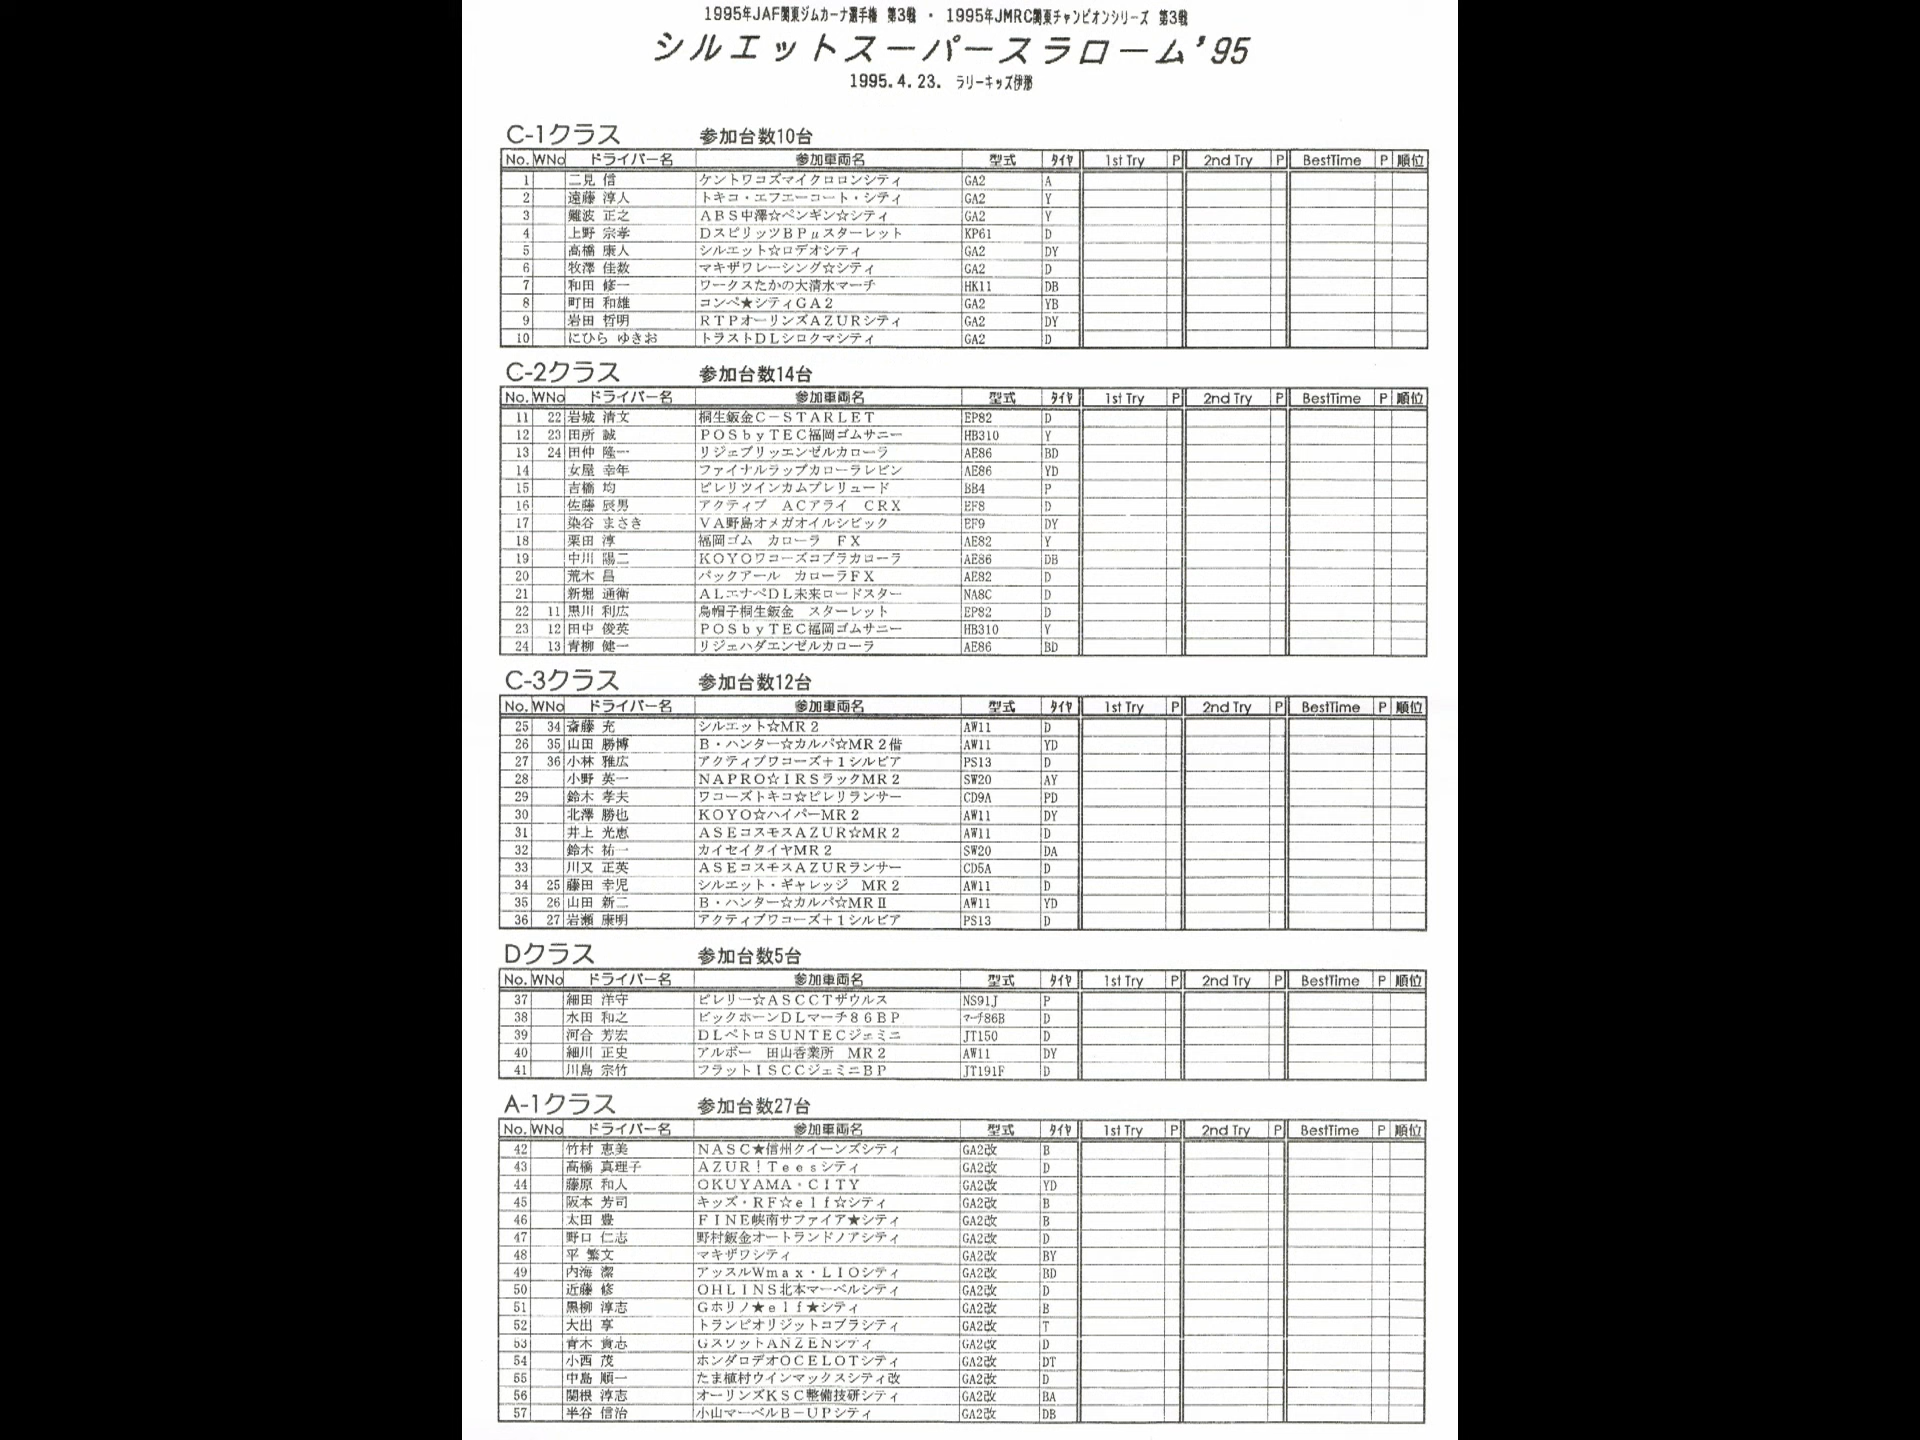 1995年JAF関東ジムカーナ選手権 第3戦 ・ 1995年JMRC関東チャンピオンシリーズ 第3戦
シルエットスーパースラローム'95
1995.4.23. ラリーキッズ伊那
C-1クラス 参加台数10台
No. WNo ドライバー名 参加車両名 型式 タイヤ 1st Try P 2nd Try P BestTime P 順位
1 二見 信 ケントワコズマイクロロンシティ GA2 A
2 遠藤 淳人 トキコ・エフエーコート・シティ GA2 Y
3 難波 正之 ABS中澤☆ペンギン☆シティ GA2 Y
4 上野 宗孝 DスピリッツBPμスターレット KP61 D
5 高橋 康人 シルエット☆ロデオシティ GA2 DY
6 牧澤 佳数 マキザワレーシング☆シティ GA2 D
7 和田 修一 ワークスたかの大清水マーチ HK11 DB
8 町田 和雄 コンペ★シティGA2 GA2 YB
9 岩田 哲明 RTPオーリンズAZURシティ GA2 DY
10 にひら ゆきお トラストDLシロクマシティ GA2 D
C-2クラス 参加台数14台
No. WNo ドライバー名 参加車両名 型式 タイヤ 1st Try P 2nd Try P BestTime P 順位
11 22 岩城 清文 桐生鈑金C-STARLET EP82 D
12 23 田所 誠 POSbyTEC福岡ゴムサニー HB310 Y
13 24 田仲 隆一 リジェブリッエンゼルカローラ AE86 BD
14 女屋 幸年 ファイナルラップカローラレビン AE86 YD
15 吉橋 均 ピレリツインカムプレリュード BB4 P
16 佐藤 辰男 アクティブ ACアライ CRX EF8 D
17 染谷 まさき VA野島オメガオイルシビック EF9 DY
18 栗田 淳 福岡ゴム カローラ FX AE82 Y
19 中川 陽二 KOYOワコーズコブラカローラ AE86 DB
20 荒木 昌 パックアール カローラFX AE82 D
21 新堀 通衛 ALエナペDL未来ロードスター NA8C D
22 11 黒川 利広 烏帽子桐生鈑金 スターレット EP82 D
23 12 田中 俊英 POSbyTEC福岡ゴムサニー HB310 Y
24 13 青柳 健一 リジェハダエンゼルカローラ AE86 BD
C-3クラス 参加台数12台
No. WNo ドライバー名 参加車両名 型式 タイヤ 1st Try P 2nd Try P BestTime P 順位
25 34 斎藤 充 シルエット☆MR2 AW11 D
26 35 山田 勝博 B・ハンター☆カルパ☆MR2借 AW11 YD
27 36 小林 雅広 アクティブワコーズ+1シルビア PS13 D
28 小野 英一 NAPRO☆IRSラックMR2 SW20 AY
29 鈴木 孝夫 ワコーズトキコ☆ピレリランサー CD9A PD
30 北澤 勝也 KOYO☆ハイパーMR2 AW11 DY
31 井上 光恵 ASEコスモスAZUR☆MR2 AW11 D
32 鈴木 祐一 カイセイタイヤMR2 SW20 DA
33 川又 正英 ASEコスモスAZURランサー CD5A D
34 25 藤田 幸児 シルエット・ギャレッジ MR2 AW11 D
35 26 山田 新二 B・ハンター☆カルパ☆MRⅡ AW11 YD
36 27 岩瀬 康明 アクティブワコーズ+1シルビア PS13 D
Dクラス 参加台数5台
No. WNo ドライバー名 参加車両名 型式 タイヤ 1st Try P 2nd Try P BestTime P 順位
37 細田 洋守 ピレリー☆ASCCTザウルス NS91J P
38 水田 和之 ビックホーンDLマーチ86BP マーチ86B D
39 河合 芳宏 DLペトロSUNTECジェミニ JT150 D
40 細川 正史 アルボー 田山香業所 MR2 AW11 DY
41 川島 宗竹 フラットISCCジェミニBP JT191F D
A-1クラス 参加台数27台
No. WNo ドライバー名 参加車両名 型式 タイヤ 1st Try P 2nd Try P BestTime P 順位
42 竹村 恵美 NASC★信州クイーンズシティ GA2改 B
43 高橋 真理子 AZUR!Teesシティ GA2改 D
44 藤原 和人 OKUYAMA・CITY GA2改 YD
45 阪本 芳司 キッズ・RF☆elf☆シティ GA2改 B
46 太田 豊 FINE峡南サファイア★シティ GA2改 B
47 野口 仁志 野村鈑金オートランドノアシティ GA2改 D
48 平 繁文 マキザワシティ GA2改 BY
49 内海 潔 アッスルWmax・LIOシティ GA2改 BD
50 近藤 修 OHLINS北本マーベルシティ GA2改 D
51 黒柳 淳志 Gホリノ★elf★シティ GA2改 B
52 大出 享 トランピオリジットコブラシティ GA2改 T
53 青木 貴志 GスワットANZENシティ GA2改 D
54 小西 茂 ホンダロデオOCELOTシティ GA2改 DT
55 中島 順一 たま植村ウインマックスシティ改 GA2改 D
56 関根 淳志 オーリンズKSC整備技研シティ GA2改 BA
57 半谷 信治 小山マーベルB-UPシティ GA2改 DB